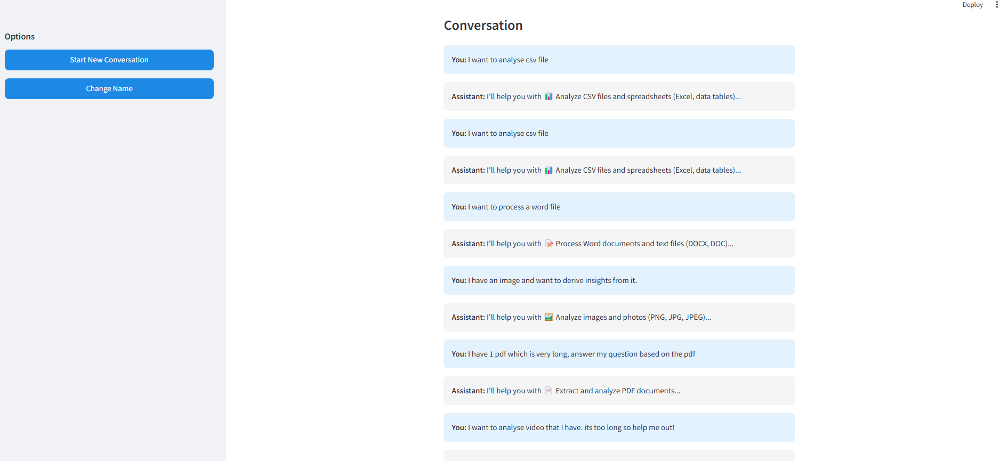 Deploy
Options
Start New Conversation
Change Name
Conversation
You: I want to analyse csv file
Assistant: I'll help you with 📊 Analyze CSV files and spreadsheets (Excel, data tables)...
You: I want to analyse csv file
Assistant: I'll help you with 📊 Analyze CSV files and spreadsheets (Excel, data tables)...
You: I want to process a word file
Assistant: I'll help you with 📝 Process Word documents and text files (DOCX, DOC)...
You: I have an image and want to derive insights from it.
Assistant: I'll help you with 🖼️ Analyze images and photos (PNG, JPG, JPEG)...
You: I have 1 pdf which is very long, answer my question based on the pdf
Assistant: I'll help you with 📄 Extract and analyze PDF documents...
You: I want to analyse video that I have. its too long so help me out!